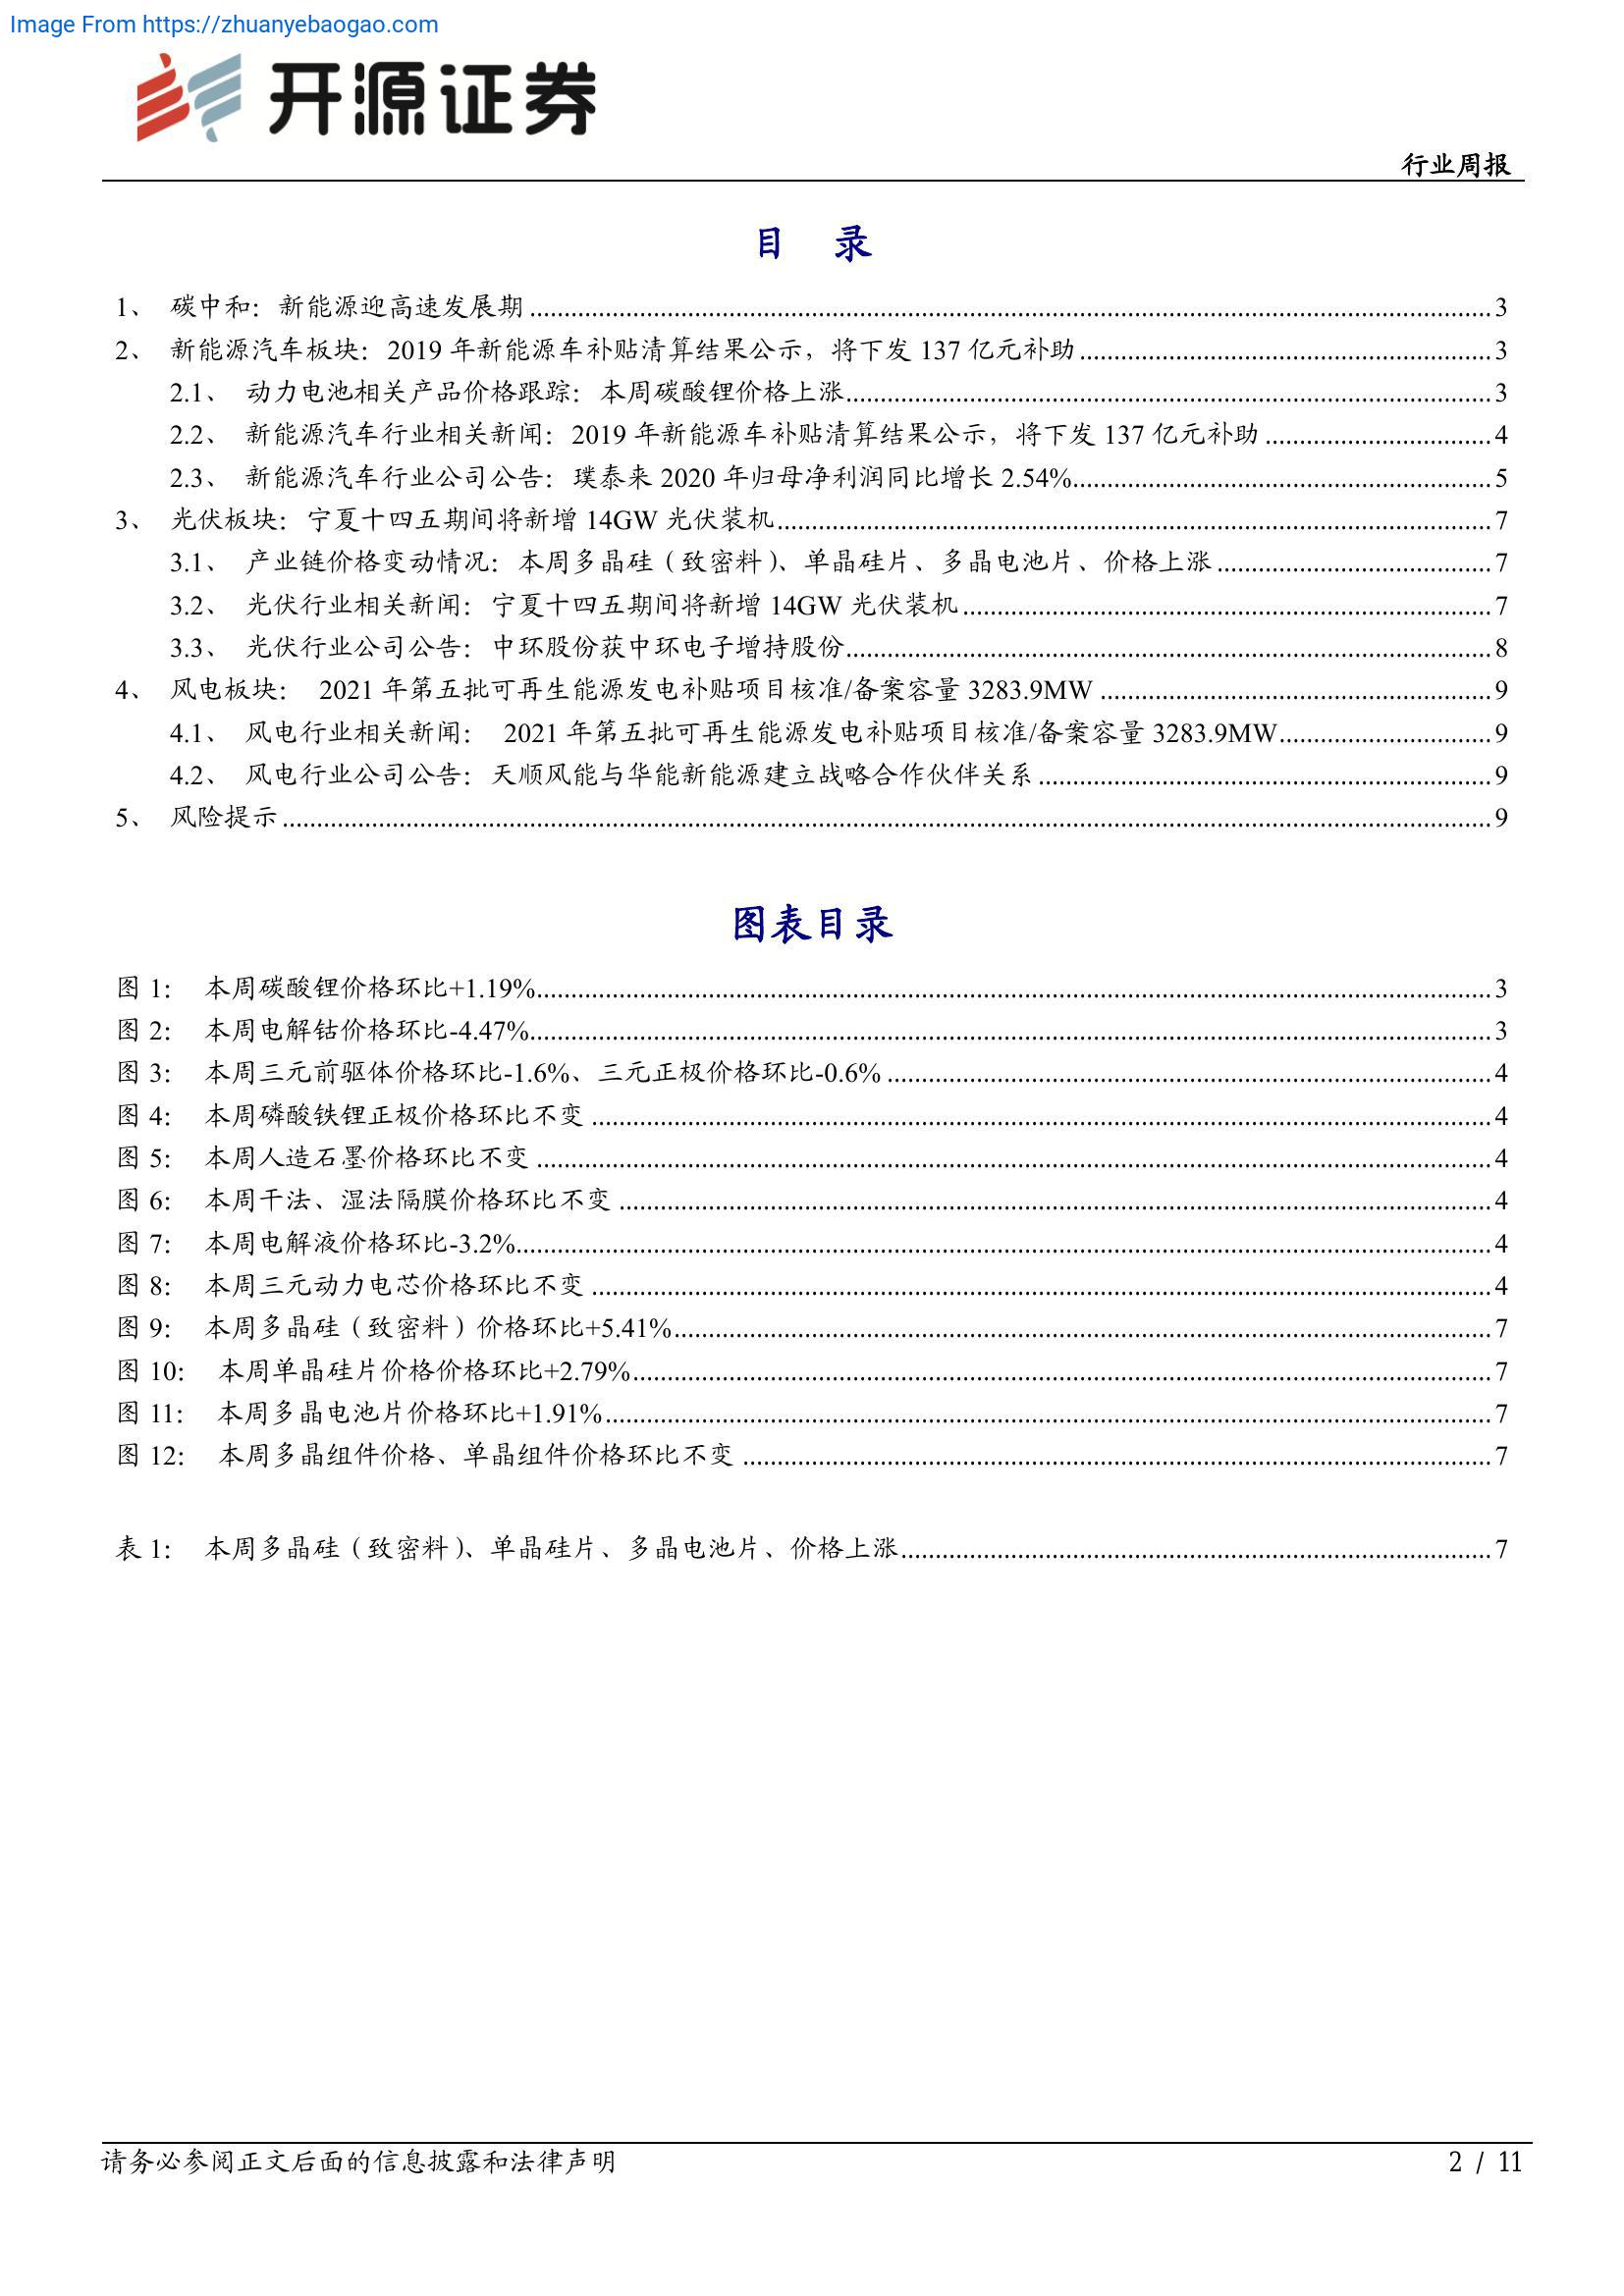 Image From https://zhuanyebaogao.com
开源证券
行业周报
目 录
1、 碳中和：新能源迎高速发展期 3
2、 新能源汽车板块：2019 年新能源车补贴清算结果公示，将下发 137 亿元补助 3
2.1、 动力电池相关产品价格跟踪：本周碳酸锂价格上涨 3
2.2、 新能源汽车行业相关新闻：2019 年新能源车补贴清算结果公示，将下发 137 亿元补助 4
2.3、 新能源汽车行业公司公告：璞泰来 2020 年归母净利润同比增长 2.54% 5
3、 光伏板块：宁夏十四五期间将新增 14GW 光伏装机 7
3.1、 产业链价格变动情况：本周多晶硅（致密料）、单晶硅片、多晶电池片、价格上涨 7
3.2、 光伏行业相关新闻：宁夏十四五期间将新增 14GW 光伏装机 7
3.3、 光伏行业公司公告：中环股份获中环电子增持股份 8
4、 风电板块： 2021 年第五批可再生能源发电补贴项目核准/备案容量 3283.9MW 9
4.1、 风电行业相关新闻： 2021 年第五批可再生能源发电补贴项目核准/备案容量 3283.9MW 9
4.2、 风电行业公司公告：天顺风能与华能新能源建立战略合作伙伴关系 9
5、 风险提示 9
图表目录
图 1： 本周碳酸锂价格环比+1.19% 3
图 2： 本周电解钴价格环比-4.47% 3
图 3： 本周三元前驱体价格环比-1.6%、三元正极价格环比-0.6% 4
图 4： 本周磷酸铁锂正极价格环比不变 4
图 5： 本周人造石墨价格环比不变 4
图 6： 本周干法、湿法隔膜价格环比不变 4
图 7： 本周电解液价格环比-3.2% 4
图 8： 本周三元动力电芯价格环比不变 4
图 9： 本周多晶硅（致密料）价格环比+5.41% 7
图 10： 本周单晶硅片价格价格环比+2.79% 7
图 11： 本周多晶电池片价格环比+1.91% 7
图 12： 本周多晶组件价格、单晶组件价格环比不变 7
表 1： 本周多晶硅（致密料）、单晶硅片、多晶电池片、价格上涨 7
请务必参阅正文后面的信息披露和法律声明
2 / 11